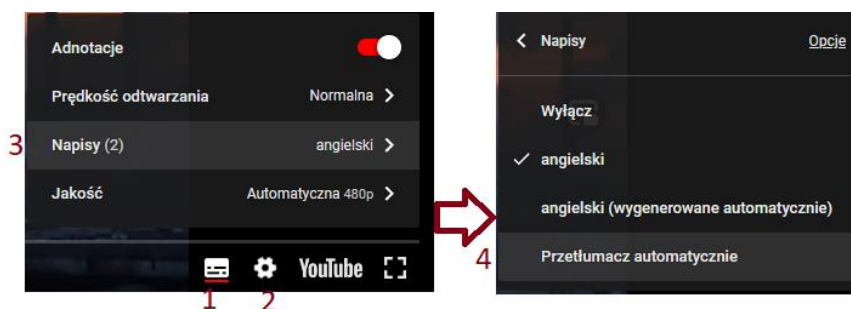 Adnotacje
Prędkość odtwarzania Normalna
3 Napisy (2) angielski
Jakość Automatyczna 480p
YouTube
1 2
Napisy Opcje
Wyłącz
angielski
angielski (wygenerowane automatycznie)
4 Przetłumacz automatycznie